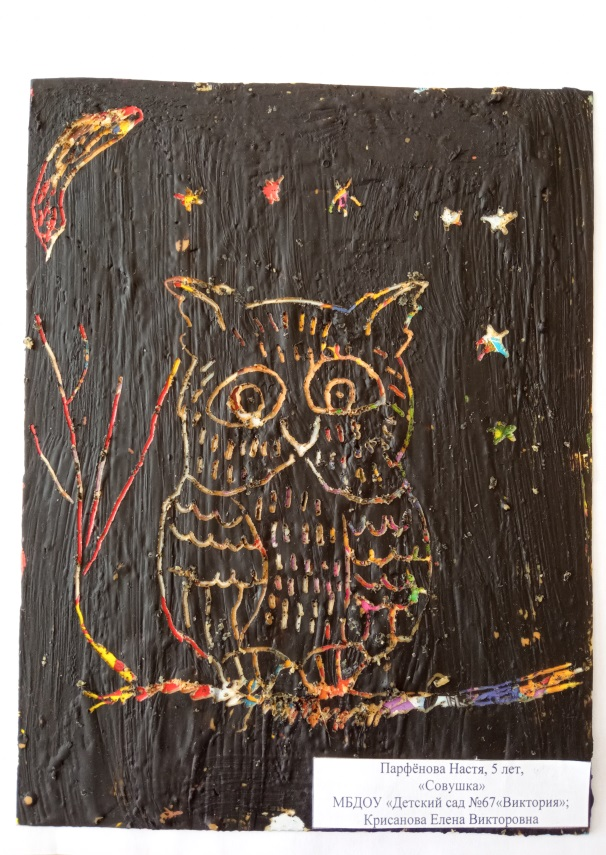 Парфёнова Настя, 5 лет,
«Совушка»
МБДОУ «Детский сад №67«Виктория»;
Крисанова Елена Викторовна